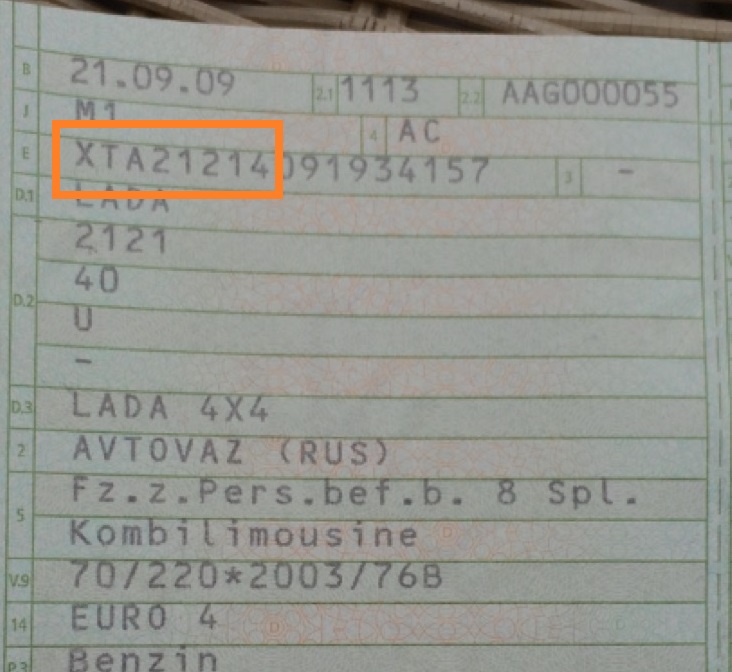 B 21.09.09 2.1 1113 2.2 AAG000055
J M1 4 AC
E XTA21214091934157 3 -
D.1 LADA
2121
40
D.2 U
-
D.3 LADA 4X4
2 AVTOVAZ (RUS)
Fz.z.Pers.bef.b. 8 Spl.
5 Kombilimousine
V.9 70/220*2003/76B
14 EURO 4
P.3 Benzin